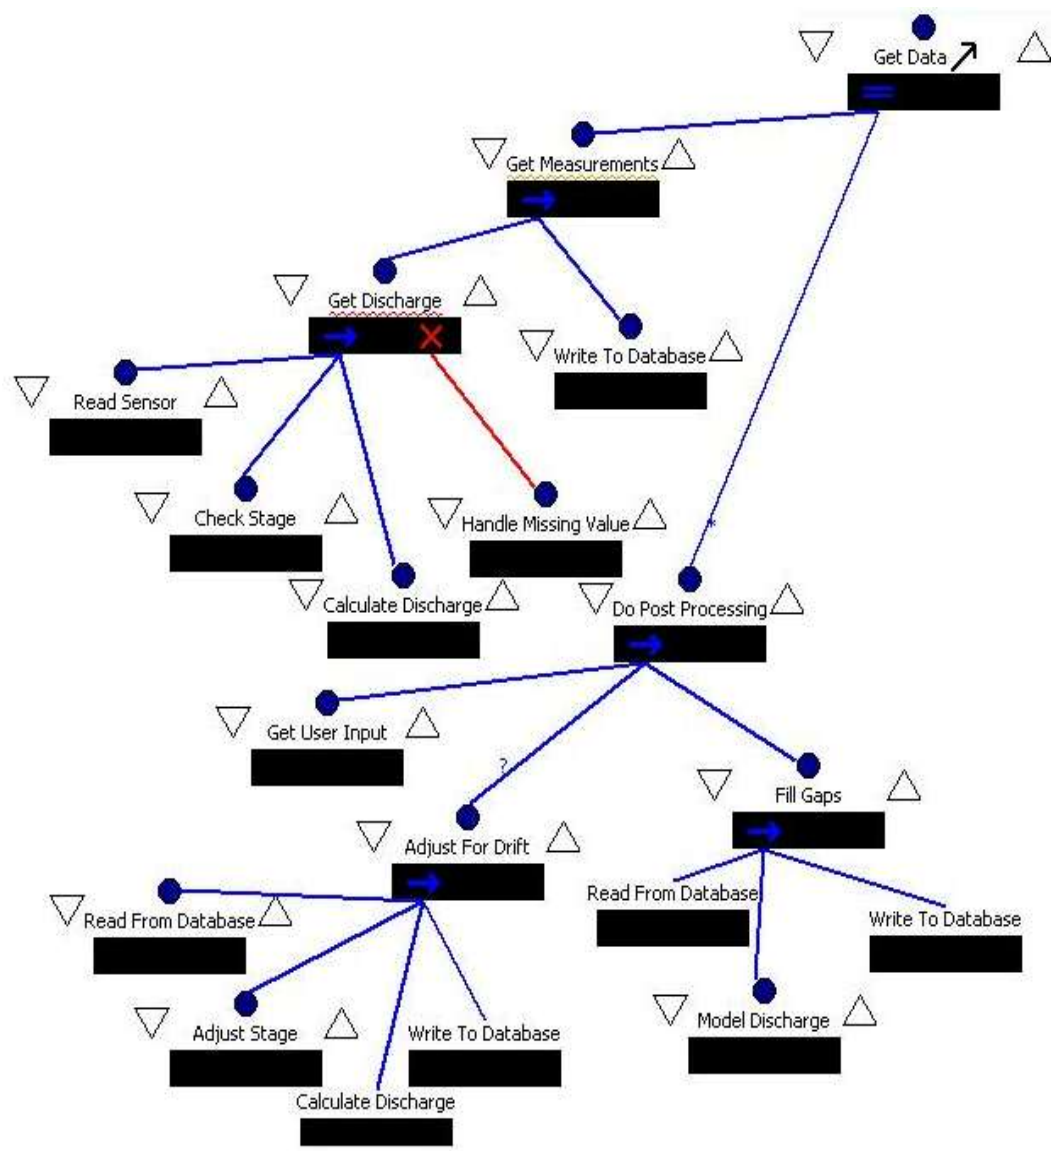 Get Data
Get Measurements
Get Discharge
Write To Database
Read Sensor
Check Stage
Handle Missing Value
*
Calculate Discharge
Do Post Processing
Get User Input
?
Fill Gaps
Adjust For Drift
Read From Database
Read From Database
Write To Database
Model Discharge
Adjust Stage
Write To Database
Calculate Discharge